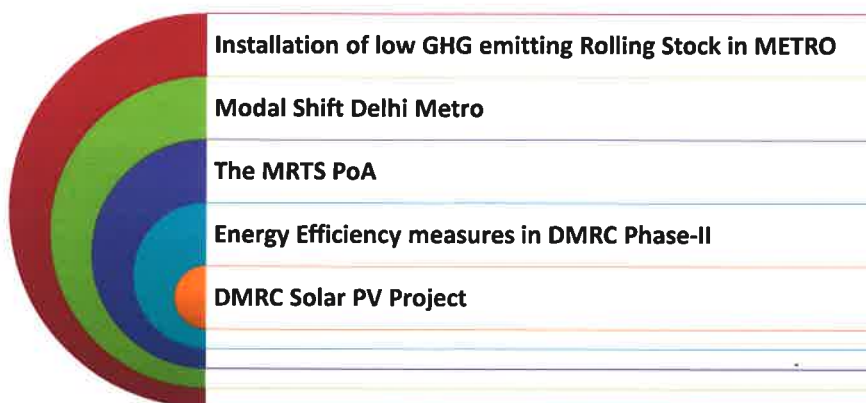 Installation of low GHG emitting Rolling Stock in METRO
Modal Shift Delhi Metro
The MRTS PoA
Energy Efficiency measures in DMRC Phase-II
DMRC Solar PV Project